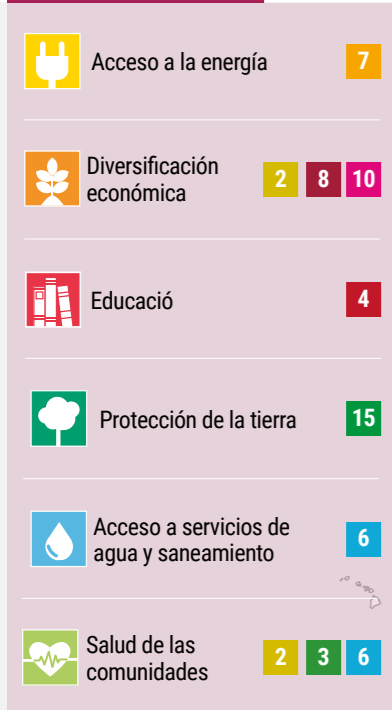 Acceso a la energía 7
Diversificación
económica 2 8 10
Educació 4
Protección de la tierra 15
Acceso a servicios de
agua y saneamiento 6
Salud de las
comunidades 2 3 6